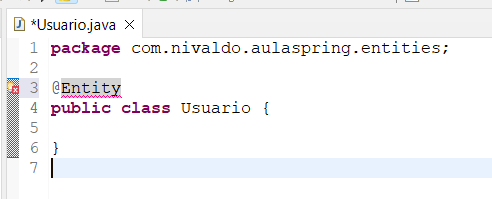 *Usuario.java
1 package com.nivaldo.aulaspring.entities;
2
3 @Entity
4 public class Usuario {
5
6 }
7